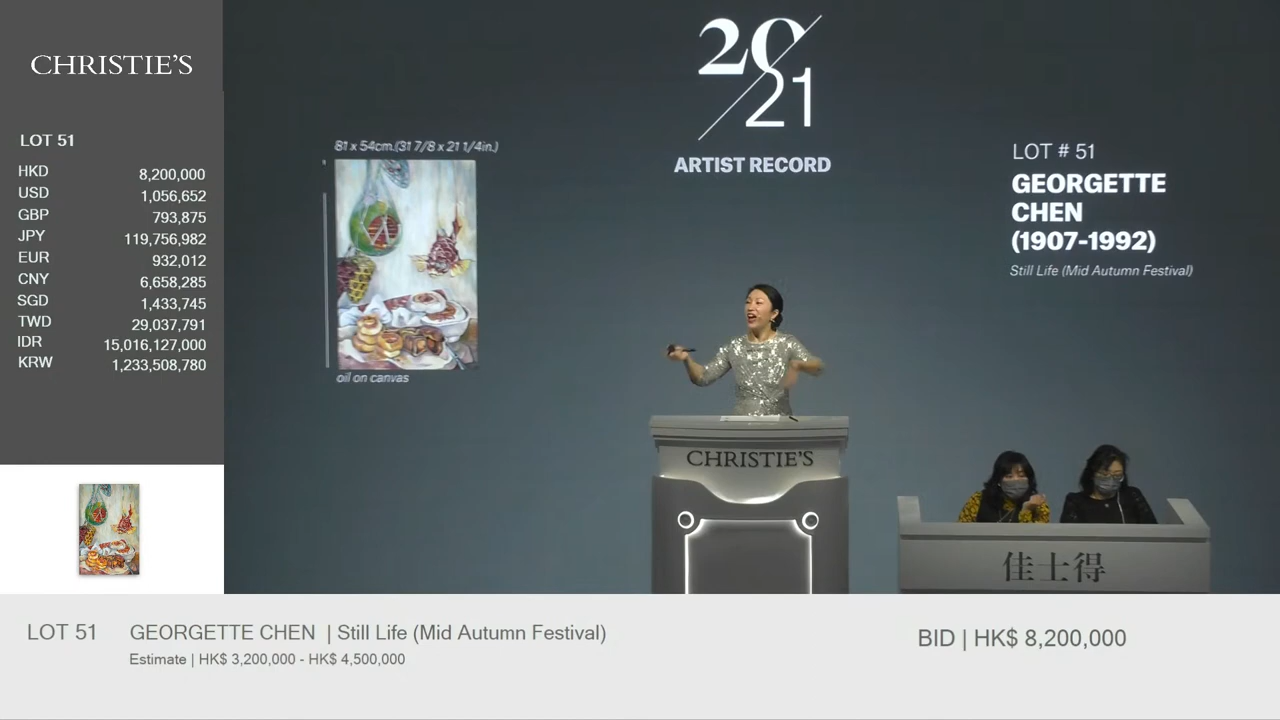 CHRISTIE'S
LOT 51
HKD 8,200,000
USD 1,056,652
GBP 793,875
JPY 119,756,982
EUR 932,012
CNY 6,658,285
SGD 1,433,745
TWD 29,037,791
IDR 15,016,127,000
KRW 1,233,508,780
20/21
ARTIST RECORD
81 x 54cm.(31 7/8 x 21 1/4in.)
oil on canvas
LOT # 51
GEORGETTE
CHEN
(1907-1992)
Still Life (Mid Autumn Festival)
CHRISTIE'S
佳士得
LOT 51 GEORGETTE CHEN | Still Life (Mid Autumn Festival)
Estimate | HK$ 3,200,000 - HK$ 4,500,000
BID | HK$ 8,200,000